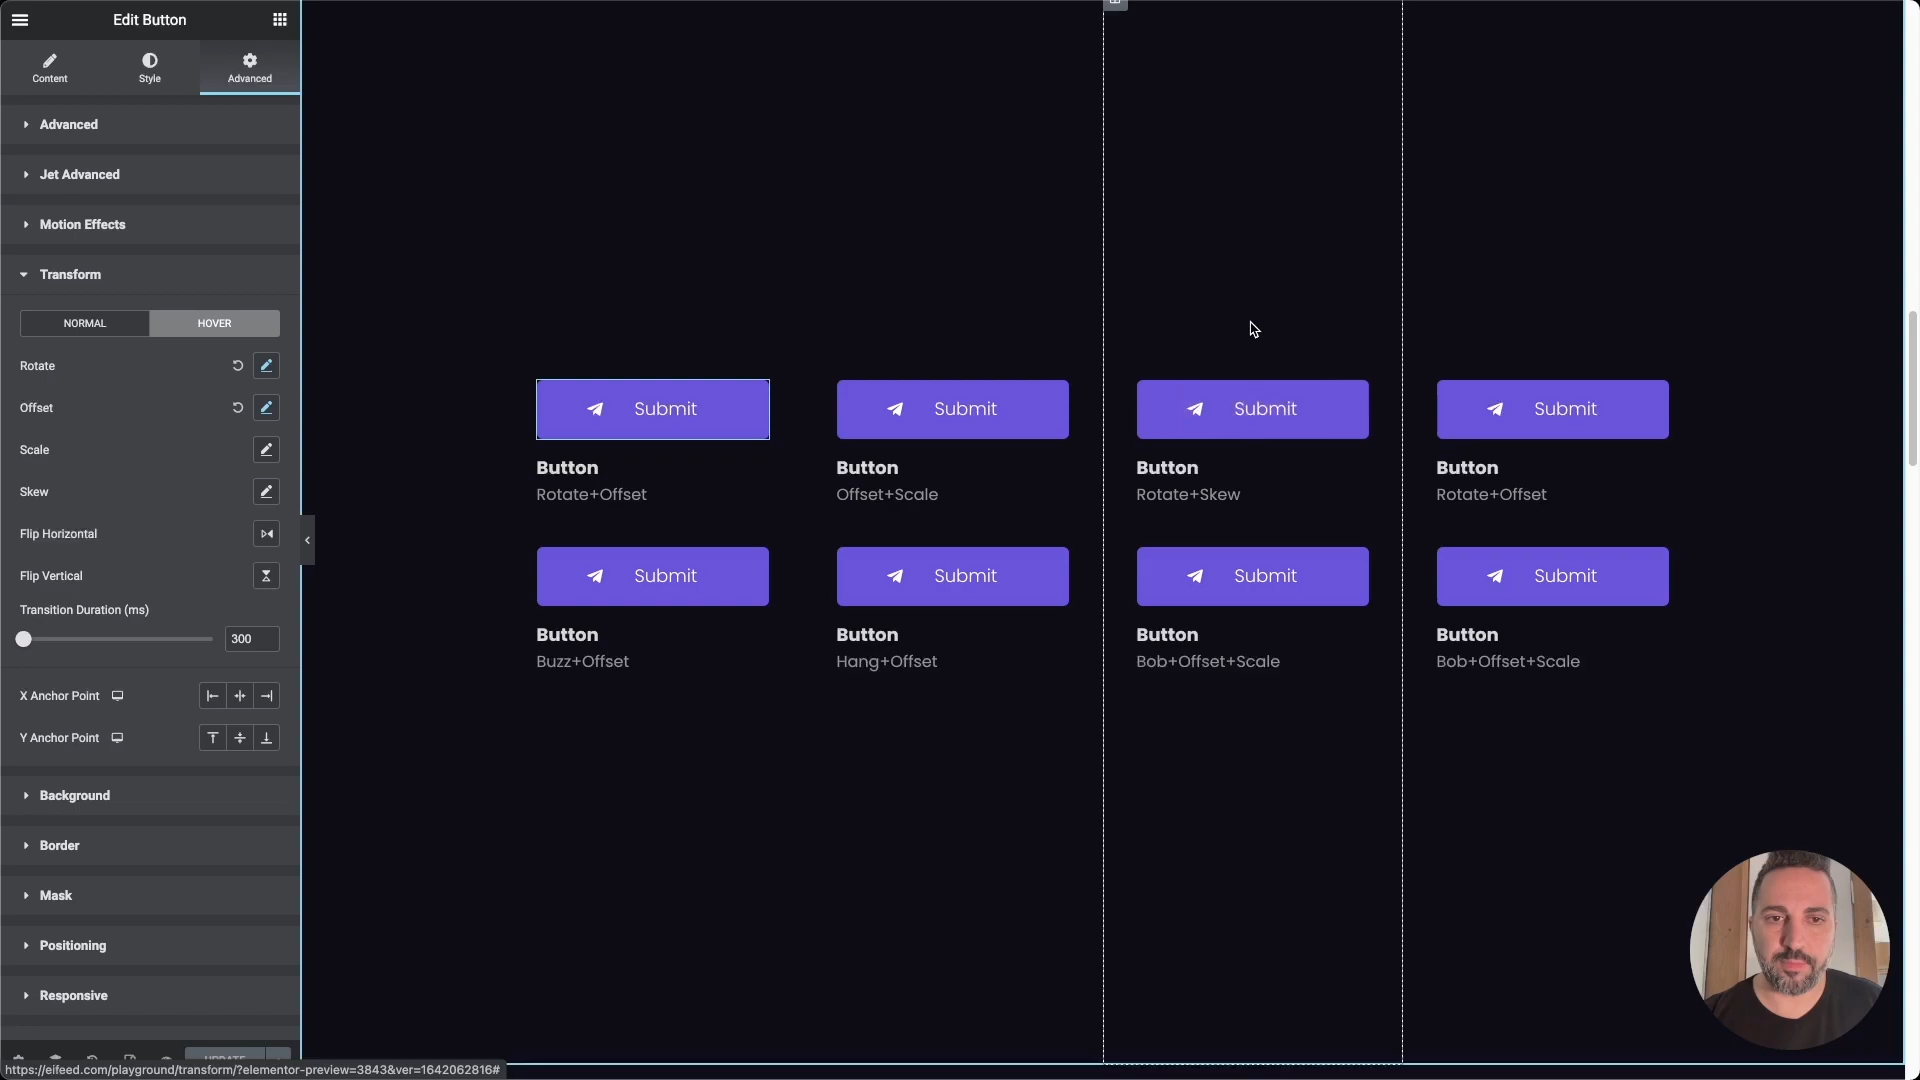 Edit Button
Content
Style
Advanced
Advanced
Jet Advanced
Motion Effects
Transform
NORMAL
HOVER
Rotate
Offset
Scale
Skew
Flip Horizontal
Flip Vertical
Transition Duration (ms)
300
X Anchor Point
Y Anchor Point
Background
Border
Mask
Positioning
Responsive
UPDATE
https://eifeed.com/playground/transform/?elementor-preview=3843&ver=1642062816#
Submit
Submit
Submit
Submit
Button
Button
Button
Button
Rotate+Offset
Offset+Scale
Rotate+Skew
Rotate+Offset
Submit
Submit
Submit
Submit
Button
Button
Button
Button
Buzz+Offset
Hang+Offset
Bob+Offset+Scale
Bob+Offset+Scale